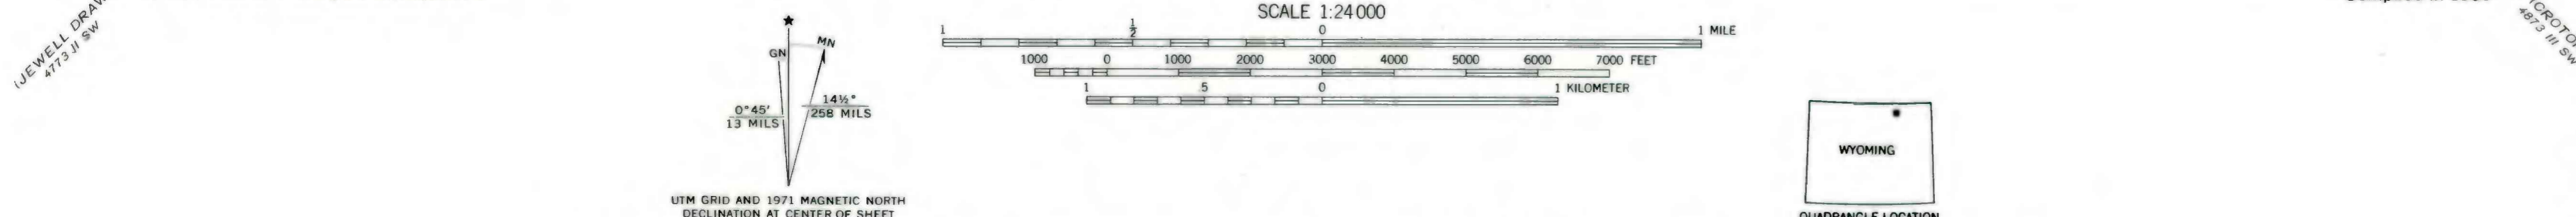 (JEWELL DRAW
4773 II SW
★
GN
MN
0°45'
13 MILS
14½°
258 MILS
UTM GRID AND 1971 MAGNETIC NORTH
DECLINATION AT CENTER OF SHEET
SCALE 1:24000
1 ½ 0 1 MILE
1000 0 1000 2000 3000 4000 5000 6000 7000 FEET
1 .5 0 1 KILOMETER
WYOMING
QUADRANGLE LOCATION
4873 III SW